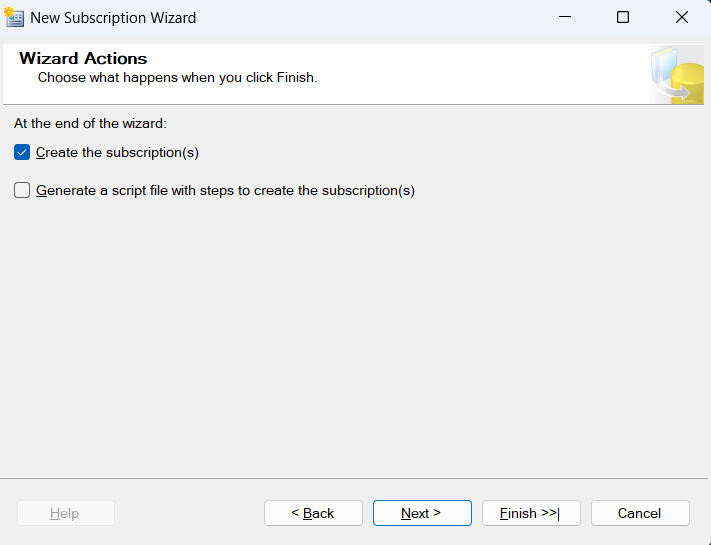 New Subscription Wizard
Wizard Actions
Choose what happens when you click Finish.
At the end of the wizard:
Create the subscription(s)
Generate a script file with steps to create the subscription(s)
Help
< Back
Next >
Finish >>|
Cancel